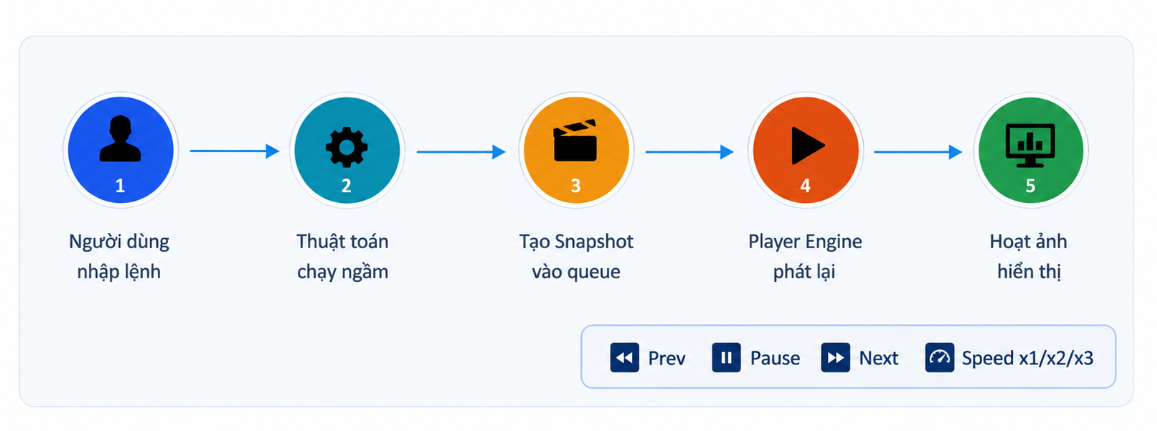 1
2
3
4
5
Người dùng
nhập lệnh
Thuật toán
chạy ngầm
Tạo Snapshot
vào queue
Player Engine
phát lại
Hoạt ảnh
hiển thị
Prev
Pause
Next
Speed x1/x2/x3